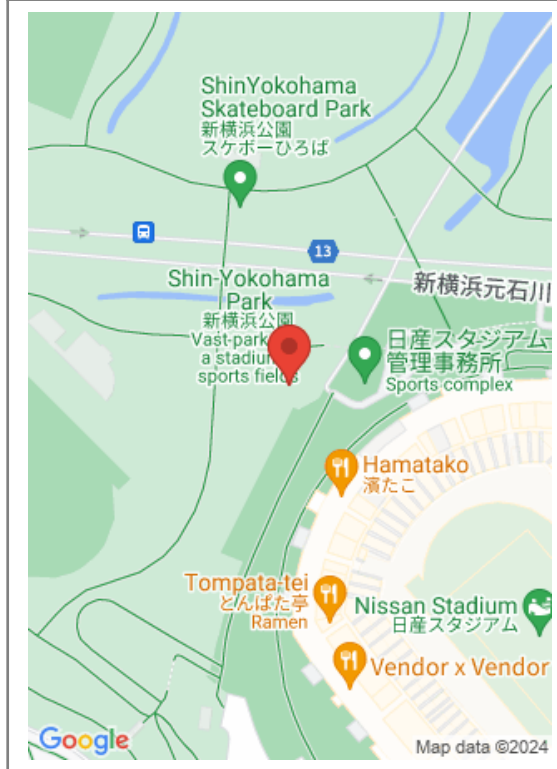 ShinYokohama
Skateboard Park
新横浜公園
スケボーひろば
13
新横浜元石川
Shin-Yokohama
Park
新横浜公園
Vast-park
a stadiu
sports field
日産スタジアム
管理事務所
Sports complex
Hamatako
濱たこ
Tompata-tei
とんぱた亭
Ramen
Nissan Stadium
日産スタジアム
Vendor x Vendor
Google
Map data ©2024